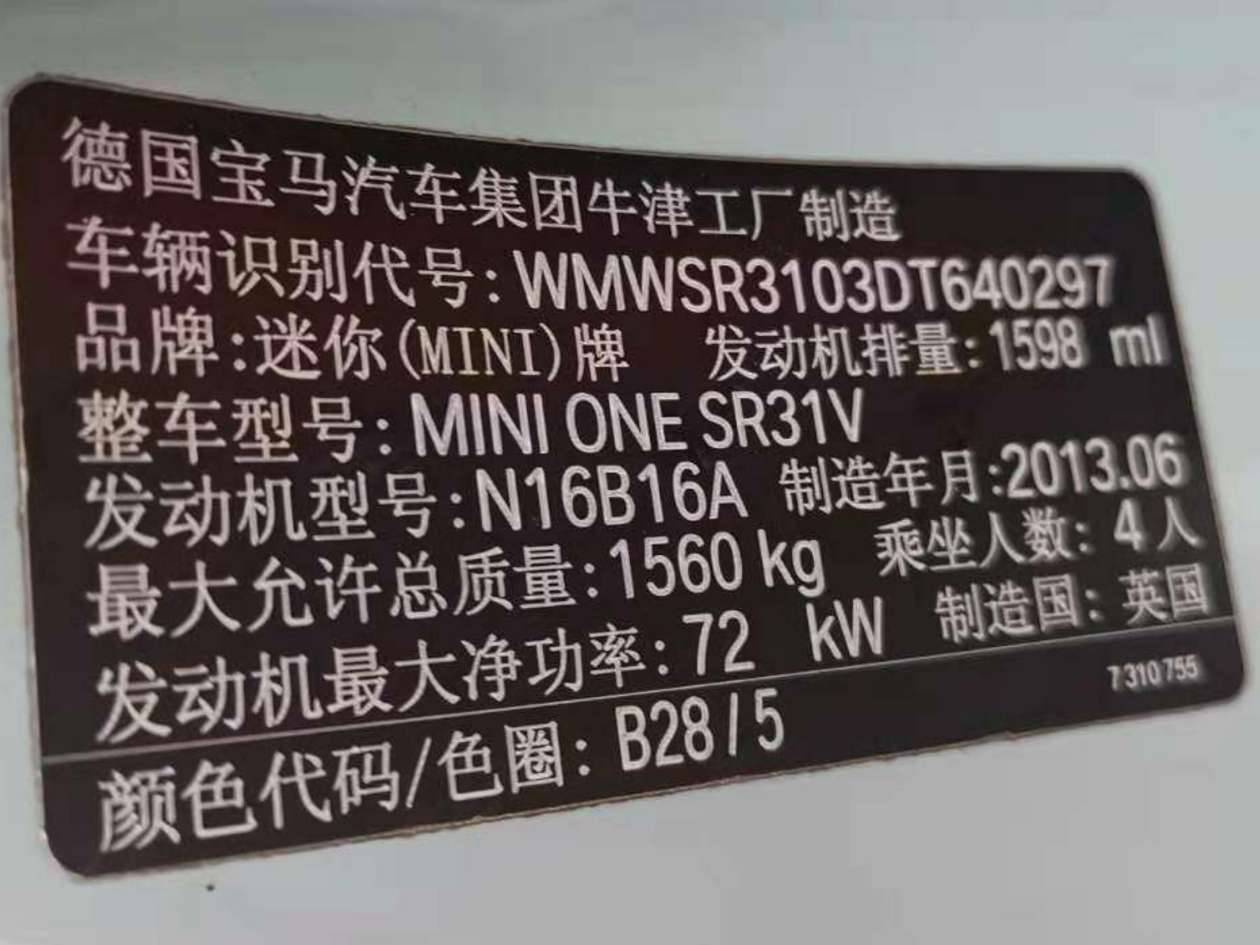 德国宝马汽车集团牛津工厂制造
车辆识别代号:WMWSR3103DT640297
品牌:迷你(MINI)牌 发动机排量:1598 ml
整车型号:MINI ONE SR31V
发动机型号:N16B16A 制造年月:2013.06
最大允许总质量:1560 kg 乘坐人数: 4人
发动机最大净功率:72 kW 制造国: 英国
7 310 755
颜色代码/色圈: B28/5